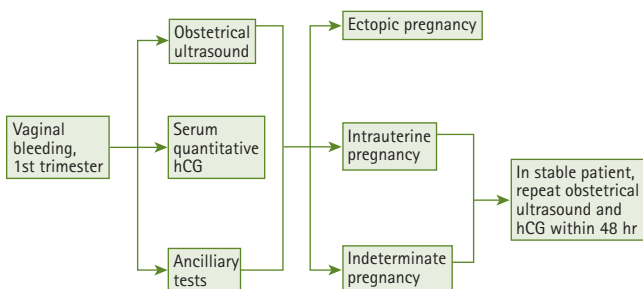 Vaginal
bleeding,
1st trimester
Obstetrical
ultrasound
Serum
quantitative
hCG
Ancilliary
tests
Ectopic pregnancy
Intrauterine
pregnancy
Indeterminate
pregnancy
In stable patient,
repeat obstetrical
ultrasound and
hCG within 48 hr